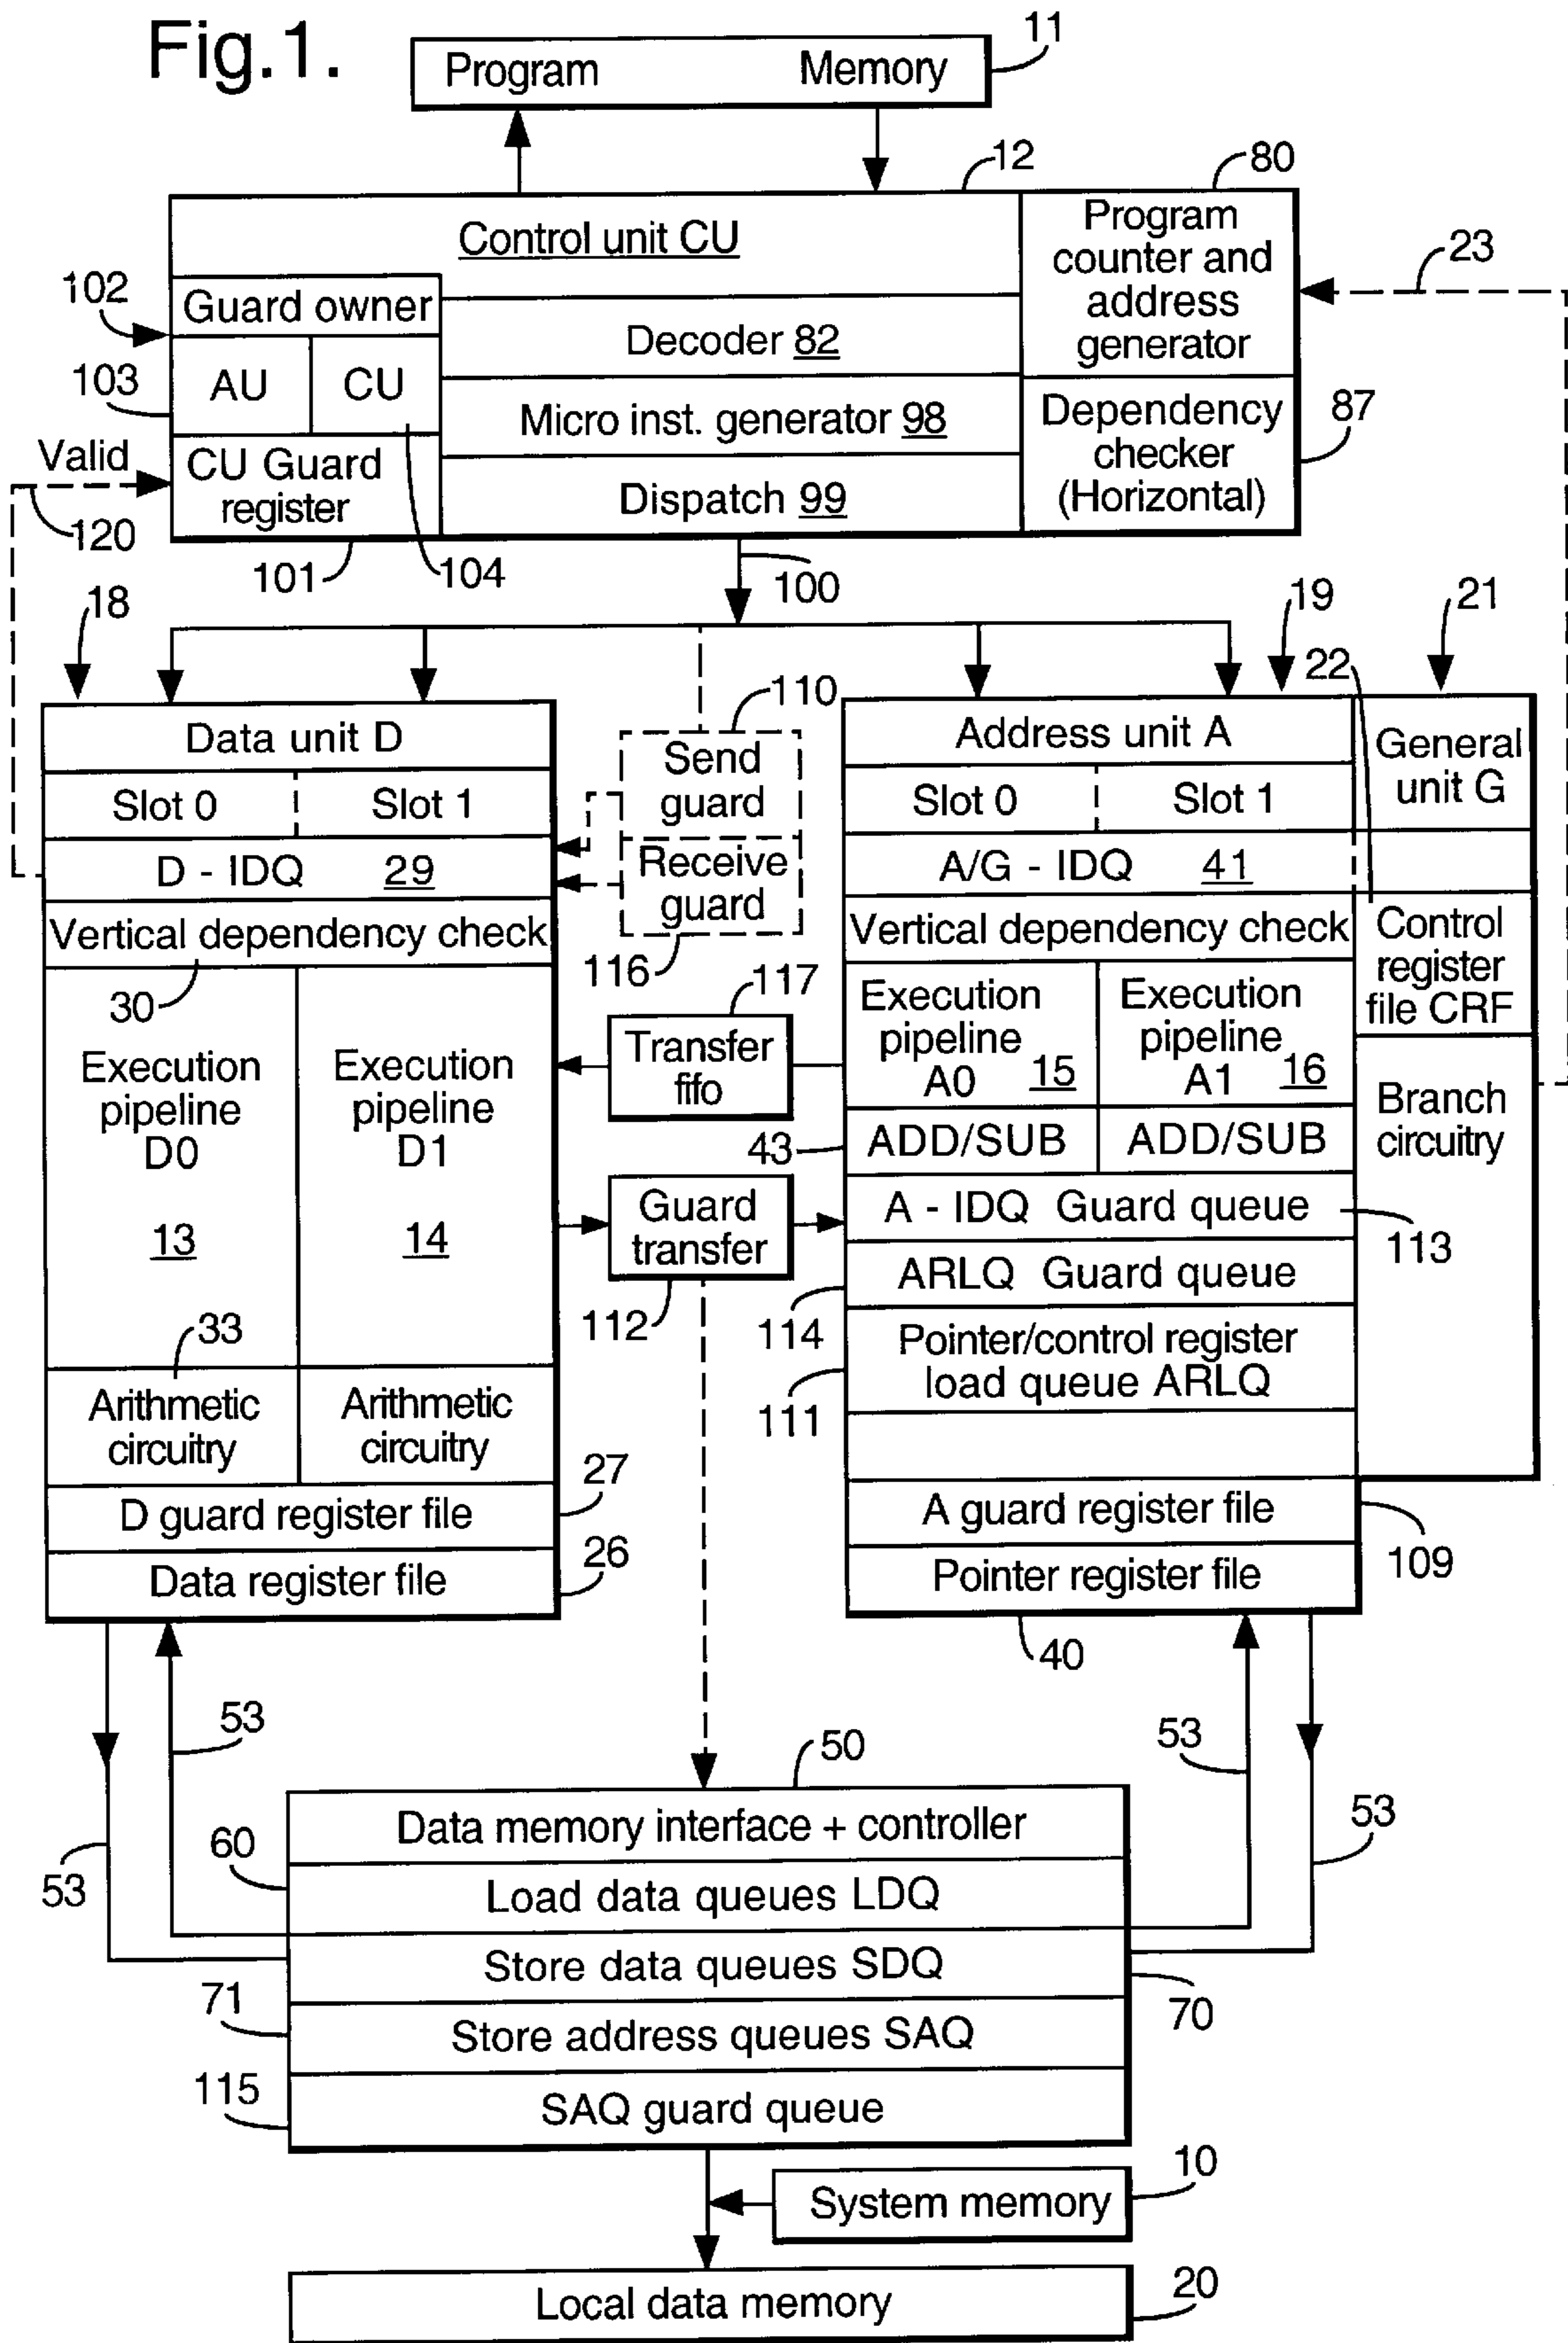 Fig.1.
11
Program Memory
12
80
Control unit CU
Program
counter and
address
generator
23
102
Guard owner
Decoder 82
103
AU
CU
Micro inst. generator 98
Dependency
checker
(Horizontal)
87
Valid
CU Guard
register
Dispatch 99
120
101
104
100
18
19
21
22
110
Data unit D
Send
guard
Address unit A
General
unit G
Slot 0
Slot 1
Slot 0
Slot 1
D - IDQ 29
Receive
guard
A/G - IDQ 41
Vertical dependency check
Vertical dependency check
Control
register
file CRF
30
116
117
Execution
pipeline
D0
13
Execution
pipeline
D1
14
Transfer
fifo
Execution
pipeline
A0 15
Execution
pipeline
A1 16
Branch
circuitry
43
ADD/SUB
ADD/SUB
Guard
transfer
A - IDQ Guard queue
113
112
ARLQ Guard queue
114
33
Pointer/control register
load queue ARLQ
111
Arithmetic
circuitry
Arithmetic
circuitry
27
D guard register file
A guard register file
109
26
Data register file
Pointer register file
40
53
53
50
53
53
Data memory interface + controller
60
Load data queues LDQ
Store data queues SDQ
70
71
Store address queues SAQ
115
SAQ guard queue
10
System memory
20
Local data memory